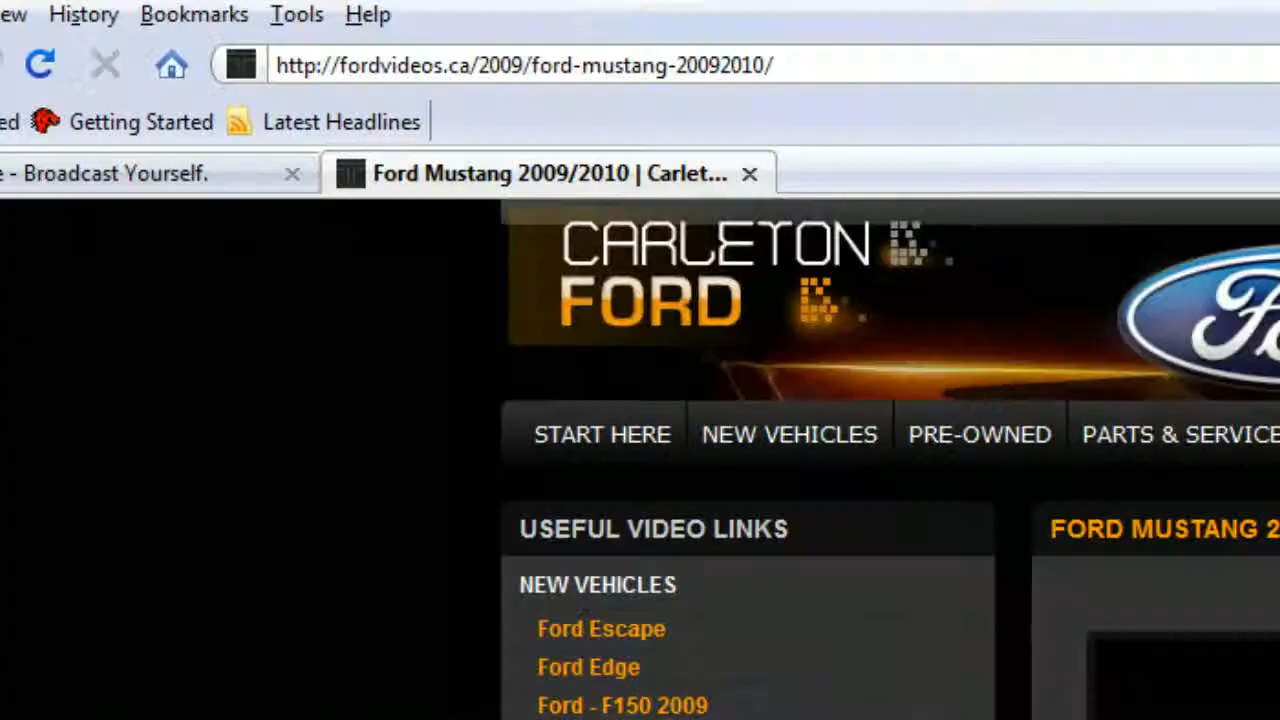 ew History Bookmarks Tools Help
http://fordvideos.ca/2009/ford-mustang-20092010/
ed Getting Started Latest Headlines
e - Broadcast Yourself. Ford Mustang 2009/2010 | Carlet...
CARLETON
FORD
Fo
START HERE NEW VEHICLES PRE-OWNED PARTS & SERVICE
USEFUL VIDEO LINKS FORD MUSTANG 2
NEW VEHICLES
Ford Escape
Ford Edge
Ford - F150 2009